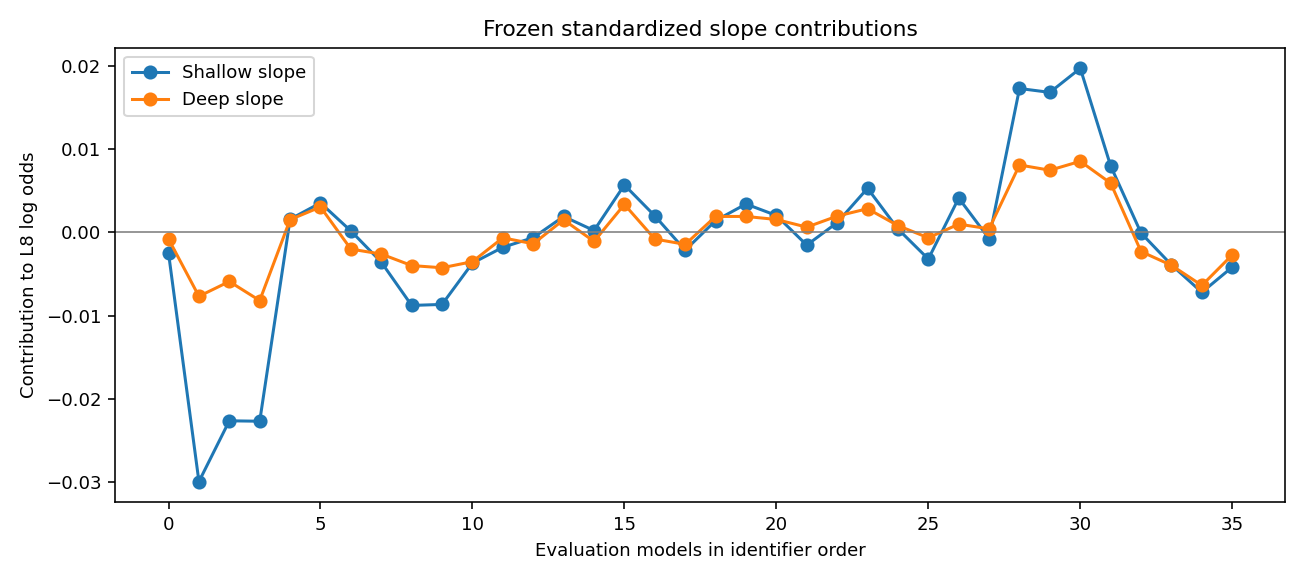 Frozen standardized slope contributions
Shallow slope
Deep slope
Contribution to L8 log odds
0.02
0.01
0.00
−0.01
−0.02
−0.03
0 5 10 15 20 25 30 35
Evaluation models in identifier order